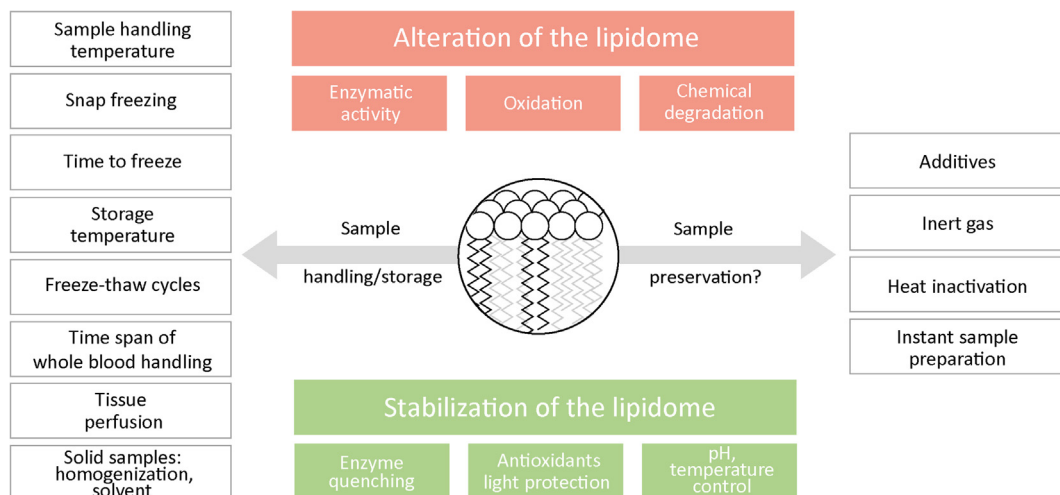 Sample handling
temperature
Snap freezing
Time to freeze
Storage
temperature
Freeze-thaw cycles
Time span of
whole blood handling
Tissue
perfusion
Solid samples:
homogenization,
solvent
Alteration of the lipidome
Enzymatic
activity
Oxidation
Chemical
degradation
Sample
handling/storage
Sample
preservation?
Stabilization of the lipidome
Enzyme
quenching
Antioxidants
light protection
pH,
temperature
control
Additives
Inert gas
Heat inactivation
Instant sample
preparation